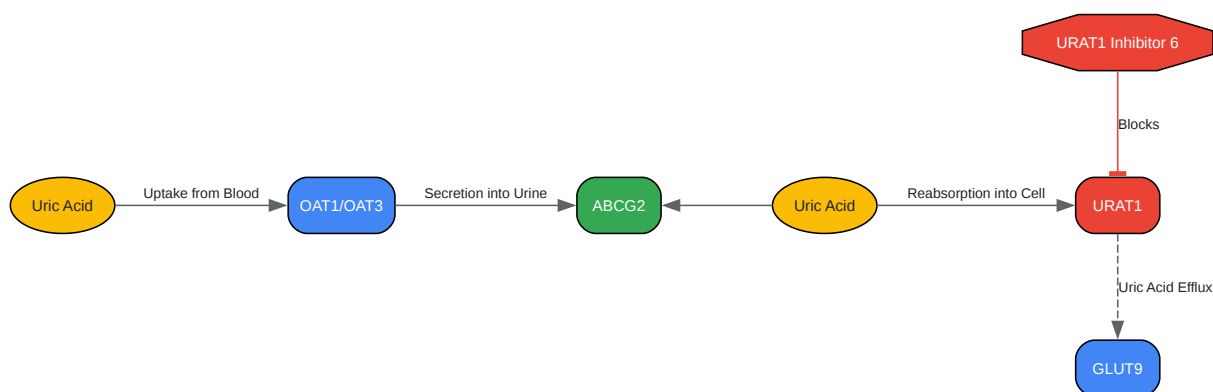 URAT1 Inhibitor 6
Blocks
Uric Acid
Uptake from Blood
OAT1/OAT3
Secretion into Urine
ABCG2
Uric Acid
Reabsorption into Cell
URAT1
Uric Acid Efflux
GLUT9